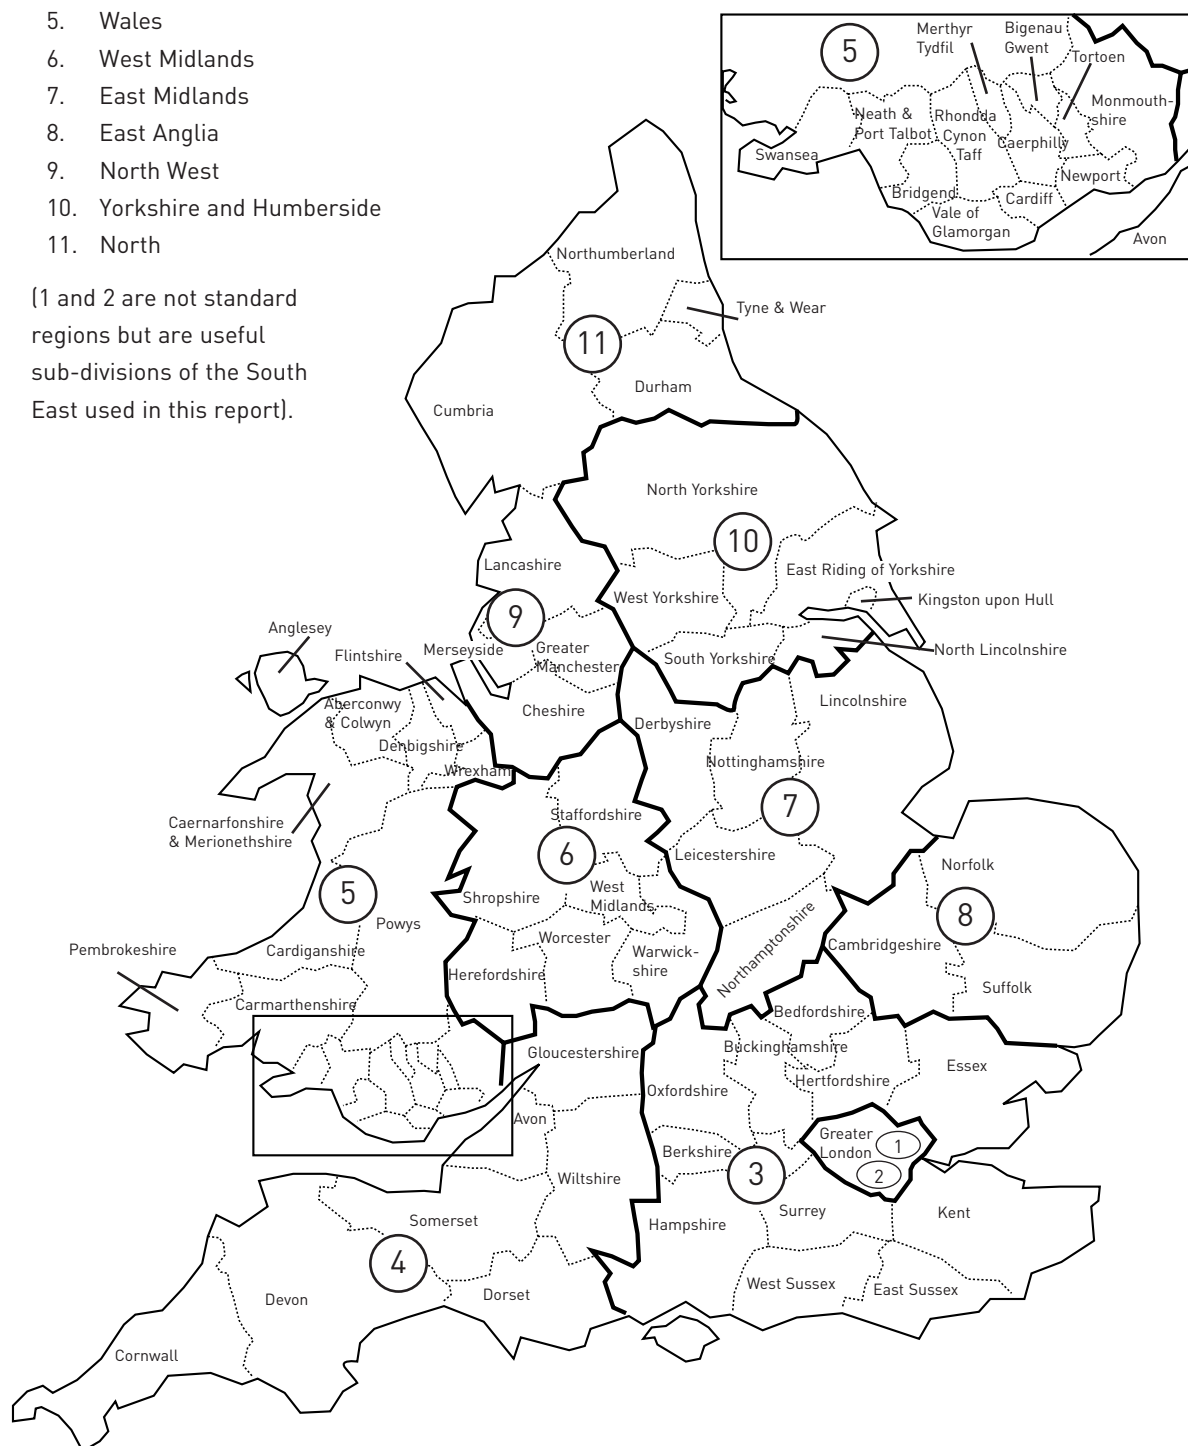 5. Wales
6. West Midlands
7. East Midlands
8. East Anglia
9. North West
10. Yorkshire and Humberside
11. North
(1 and 2 are not standard
regions but are useful
sub-divisions of the South
East used in this report).
5
Merthyr
Tydfil
Bigenau
Gwent
Tortoen
Monmouth-
shire
Neath &
Port Talbot
Rhondda
Cynon
Taff
Caerphilly
Swansea
Newport
Bridgend
Cardiff
Vale of
Glamorgan
Avon
Northumberland
Tyne & Wear
11
Durham
Cumbria
North Yorkshire
10
Lancashire
East Riding of Yorkshire
West Yorkshire
Kingston upon Hull
9
Anglesey
Flintshire
Merseyside
Greater
Manchester
South Yorkshire
North Lincolnshire
Aberconwy
& Colwyn
Cheshire
Derbyshire
Lincolnshire
Denbigshire
Wrexham
Nottinghamshire
7
Caernarfonshire
& Merionethshire
Staffordshire
6
Leicestershire
Norfolk
5
Shropshire
West
Midlands
8
Powys
Pembrokeshire
Cardiganshire
Worcester
Warwick-
shire
Northamptonshire
Cambridgeshire
Herefordshire
Suffolk
Carmarthenshire
Bedfordshire
Gloucestershire
Buckinghamshire
Essex
Oxfordshire
Hertfordshire
Avon
Greater
London
1
2
Berkshire
3
Wiltshire
Somerset
Hampshire
Surrey
Kent
4
West Sussex
East Sussex
Devon
Dorset
Cornwall